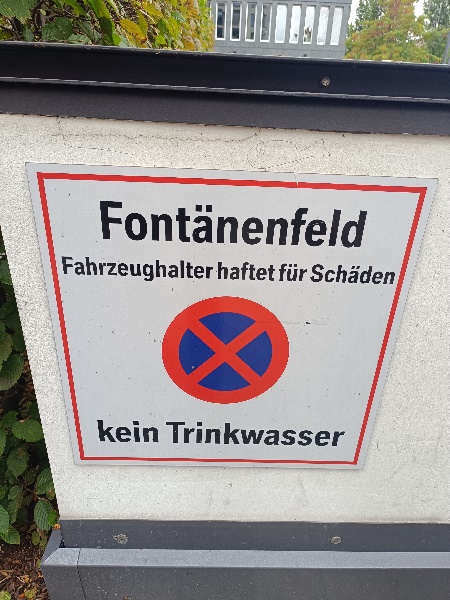 Fontänenfeld
Fahrzeughalter haftet für Schäden
kein Trinkwasser